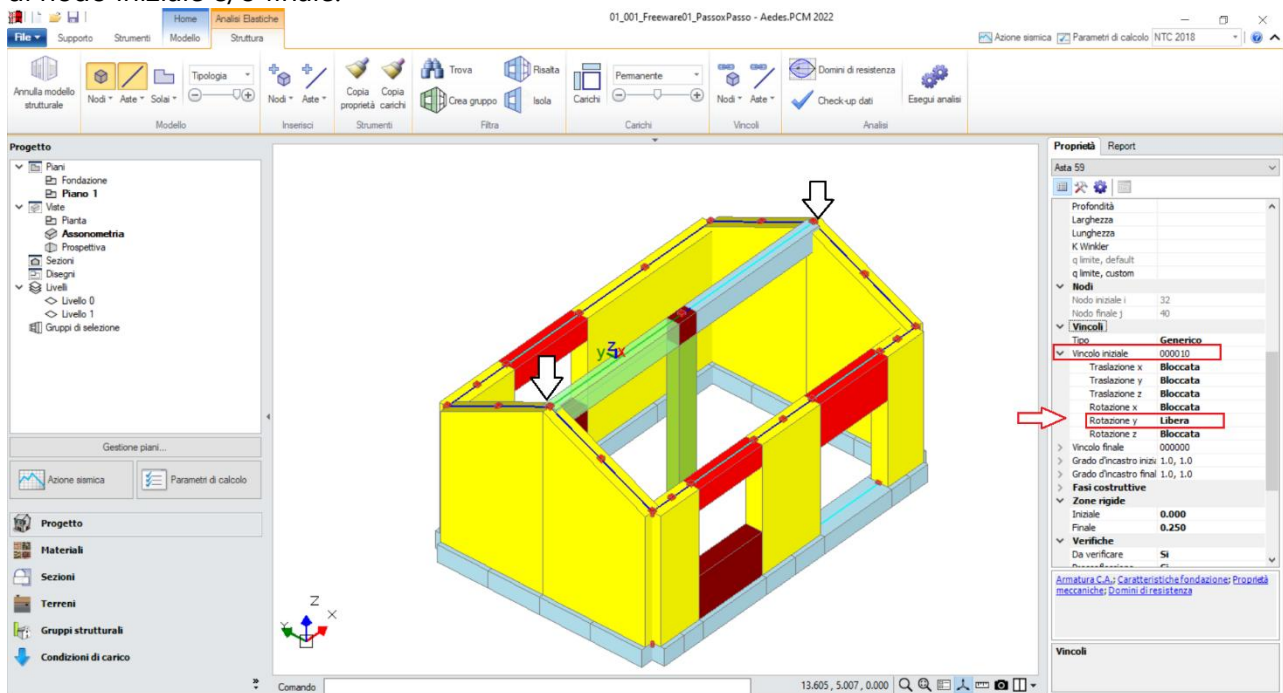 di nodo iniziale e/o finale.
Home
Analisi Elastiche
01_001_Freeware01_PassoxPasso - Aedes.PCM 2022
File
Supporto
Strumenti
Modello
Struttura
Azione sismica
Parametri di calcolo
NTC 2018
Annulla modello
strutturale
Nodi
Aste
Solai
Tipologia
Modello
Nodi
Aste
Inserisci
Copia
proprietà
Copia
carichi
Strumenti
Trova
Risalta
Crea gruppo
Isola
Filtra
Carichi
Permanente
Carichi
Nodi
Aste
Vincoli
Domini di resistenza
Check-up dati
Esegui analisi
Analisi
Progetto
Piani
Fondazione
Piano 1
Viste
Pianta
Assonometria
Prospettiva
Sezioni
Disegni
Livelli
Livello 0
Livello 1
Gruppi di selezione
Gestione piani...
Azione sismica
Parametri di calcolo
Progetto
Materiali
Sezioni
Terreni
Gruppi strutturali
Condizioni di carico
y
z
x
Z
X
Y
Comando
13.605 , 5.007 , 0.000
Proprietà
Report
Asta 59
Profondità
Larghezza
Lunghezza
K Winkler
q limite, default
q limite, custom
Nodi
Nodo iniziale i 32
Nodo finale j 40
Vincoli
Tipo Generico
Vincolo iniziale 000010
Traslazione x Bloccata
Traslazione y Bloccata
Traslazione z Bloccata
Rotazione x Bloccata
Rotazione y Libera
Rotazione z Bloccata
Vincolo finale 000000
Grado d'incastro inizia 1.0, 1.0
Grado d'incastro final 1.0, 1.0
Fasi costruttive
Zone rigide
Iniziale 0.000
Finale 0.250
Verifiche
Da verificare Sì
Armatura C.A.; Caratteristiche fondazione; Proprietà
meccaniche; Domini di resistenza
Vincoli